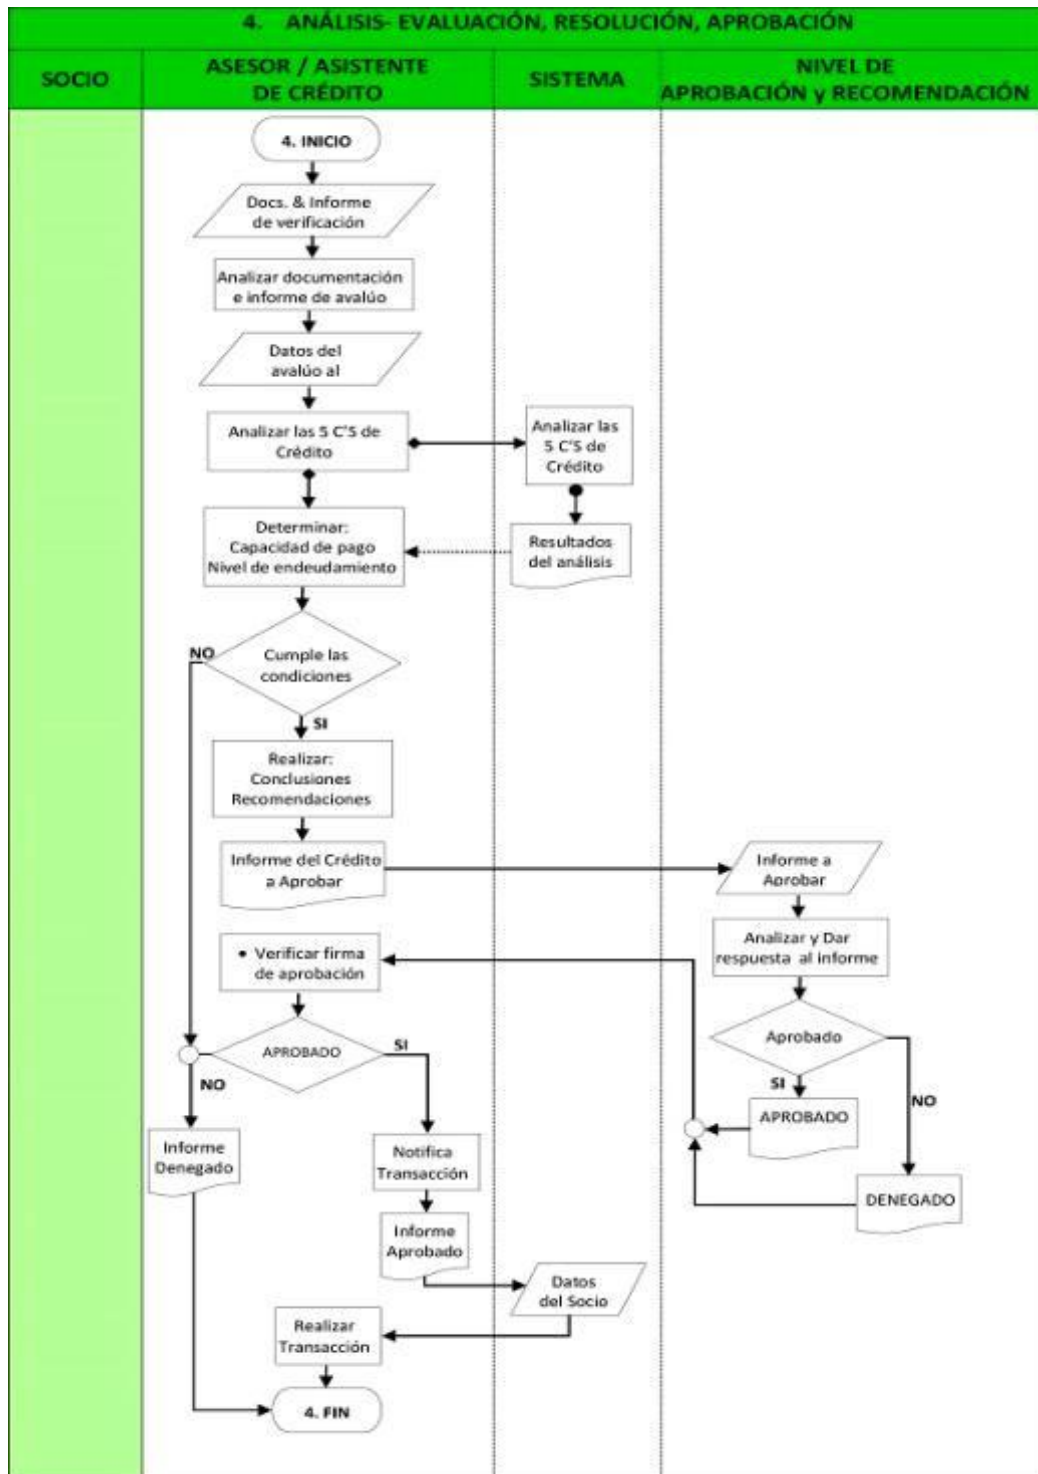 4. ANÁLISIS- EVALUACIÓN, RESOLUCIÓN, APROBACIÓN
SOCIO
ASESOR / ASISTENTE
DE CRÉDITO
SISTEMA
NIVEL DE
APROBACIÓN y RECOMENDACIÓN
4. INICIO
Docs. & Informe
de verificación
Analizar documentación
e informe de avalúo
Datos del
avalúo al
Analizar las 5 C'S de
Crédito
Analizar las
5 C'S de
Crédito
Determinar:
Capacidad de pago
Nivel de endeudamiento
Resultados
del análisis
NO
Cumple las
condiciones
SI
Realizar:
Conclusiones
Recomendaciones
Informe del Crédito
a Aprobar
Informe a
Aprobar
• Verificar firma
de aprobación
Analizar y Dar
respuesta al informe
APROBADO
SI
NO
Aprobado
SI
NO
APROBADO
Informe
Denegado
Notifica
Transacción
DENEGADO
Informe
Aprobado
Datos
del Socio
Realizar
Transacción
4. FIN